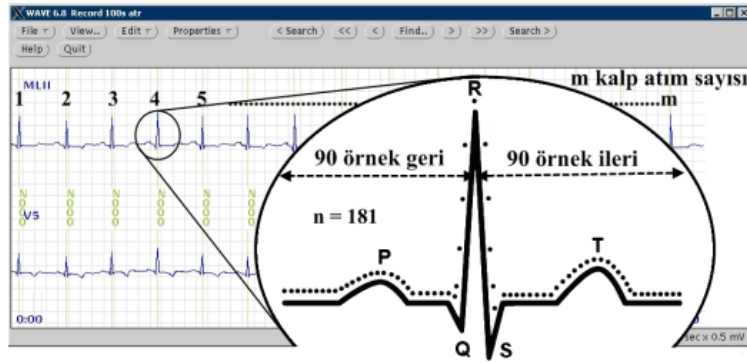 WAVE 6.8 Record 100s atr
File View.. Edit Properties < Search << < Find.. > >> Search >
Help Quit
MLII
m kalp atım sayısı
1 2 3 4 5 m
R
90 örnek geri 90 örnek ileri
n = 181
V5
P T
Q S
0:00
sec x 0.5 mV